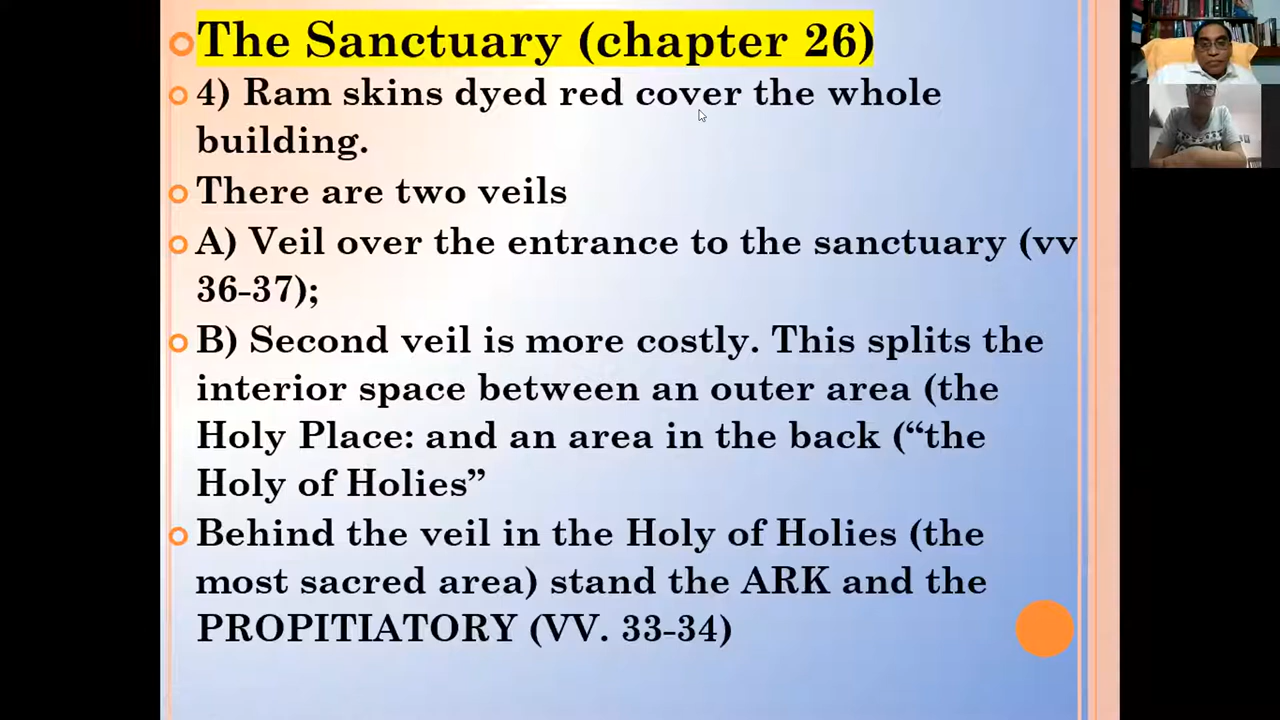 The Sanctuary (chapter 26)
4) Ram skins dyed red cover the whole
building.
There are two veils
A) Veil over the entrance to the sanctuary (vv
36-37);
B) Second veil is more costly. This splits the
interior space between an outer area (the
Holy Place: and an area in the back (“the
Holy of Holies”
Behind the veil in the Holy of Holies (the
most sacred area) stand the ARK and the
PROPITIATORY (VV. 33-34)